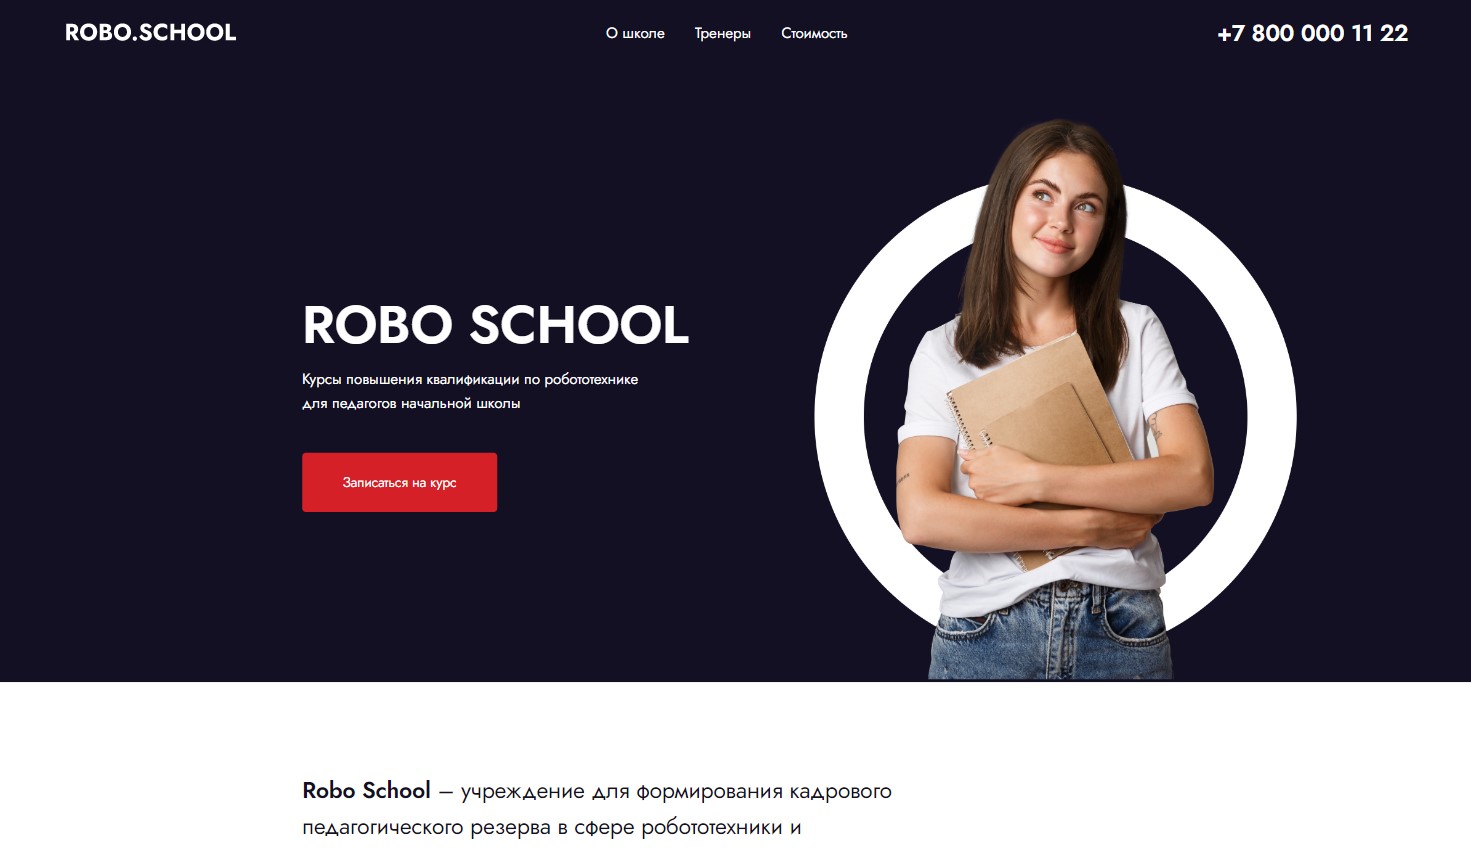 ROBO.SCHOOL
О школе
Тренеры
Стоимость
+7 800 000 11 22
ROBO SCHOOL
Курсы повышения квалификации по робототехнике
для педагогов начальной школы
Записаться на курс
Robo School – учреждение для формирования кадрового
педагогического резерва в сфере робототехники и